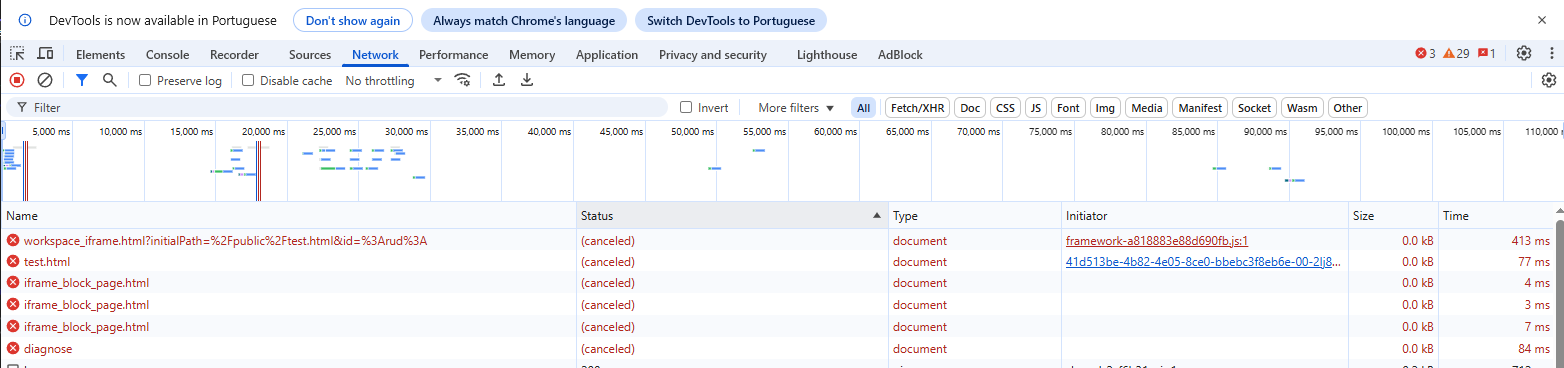 DevTools is now available in Portuguese Don't show again Always match Chrome's language Switch DevTools to Portuguese
Elements Console Recorder Sources Network Performance Memory Application Privacy and security Lighthouse AdBlock 3 29 1
Preserve log Disable cache No throttling
Filter Invert More filters All Fetch/XHR Doc CSS JS Font Img Media Manifest Socket Wasm Other
5,000 ms 10,000 ms 15,000 ms 20,000 ms 25,000 ms 30,000 ms 35,000 ms 40,000 ms 45,000 ms 50,000 ms 55,000 ms 60,000 ms 65,000 ms 70,000 ms 75,000 ms 80,000 ms 85,000 ms 90,000 ms 95,000 ms 100,000 ms 105,000 ms 110,000
Name Status Type Initiator Size Time
workspace_iframe.html?initialPath=%2Fpublic%2Ftest.html&id=%3Arud%3A (canceled) document framework-a818883e88d690fb.js:1 0.0 kB 413 ms
test.html (canceled) document 41d513be-4b82-4e05-8ce0-bbebc3f8eb6e-00-2lj8... 0.0 kB 77 ms
iframe_block_page.html (canceled) document 0.0 kB 4 ms
iframe_block_page.html (canceled) document 0.0 kB 3 ms
iframe_block_page.html (canceled) document 0.0 kB 7 ms
diagnose (canceled) document 0.0 kB 84 ms